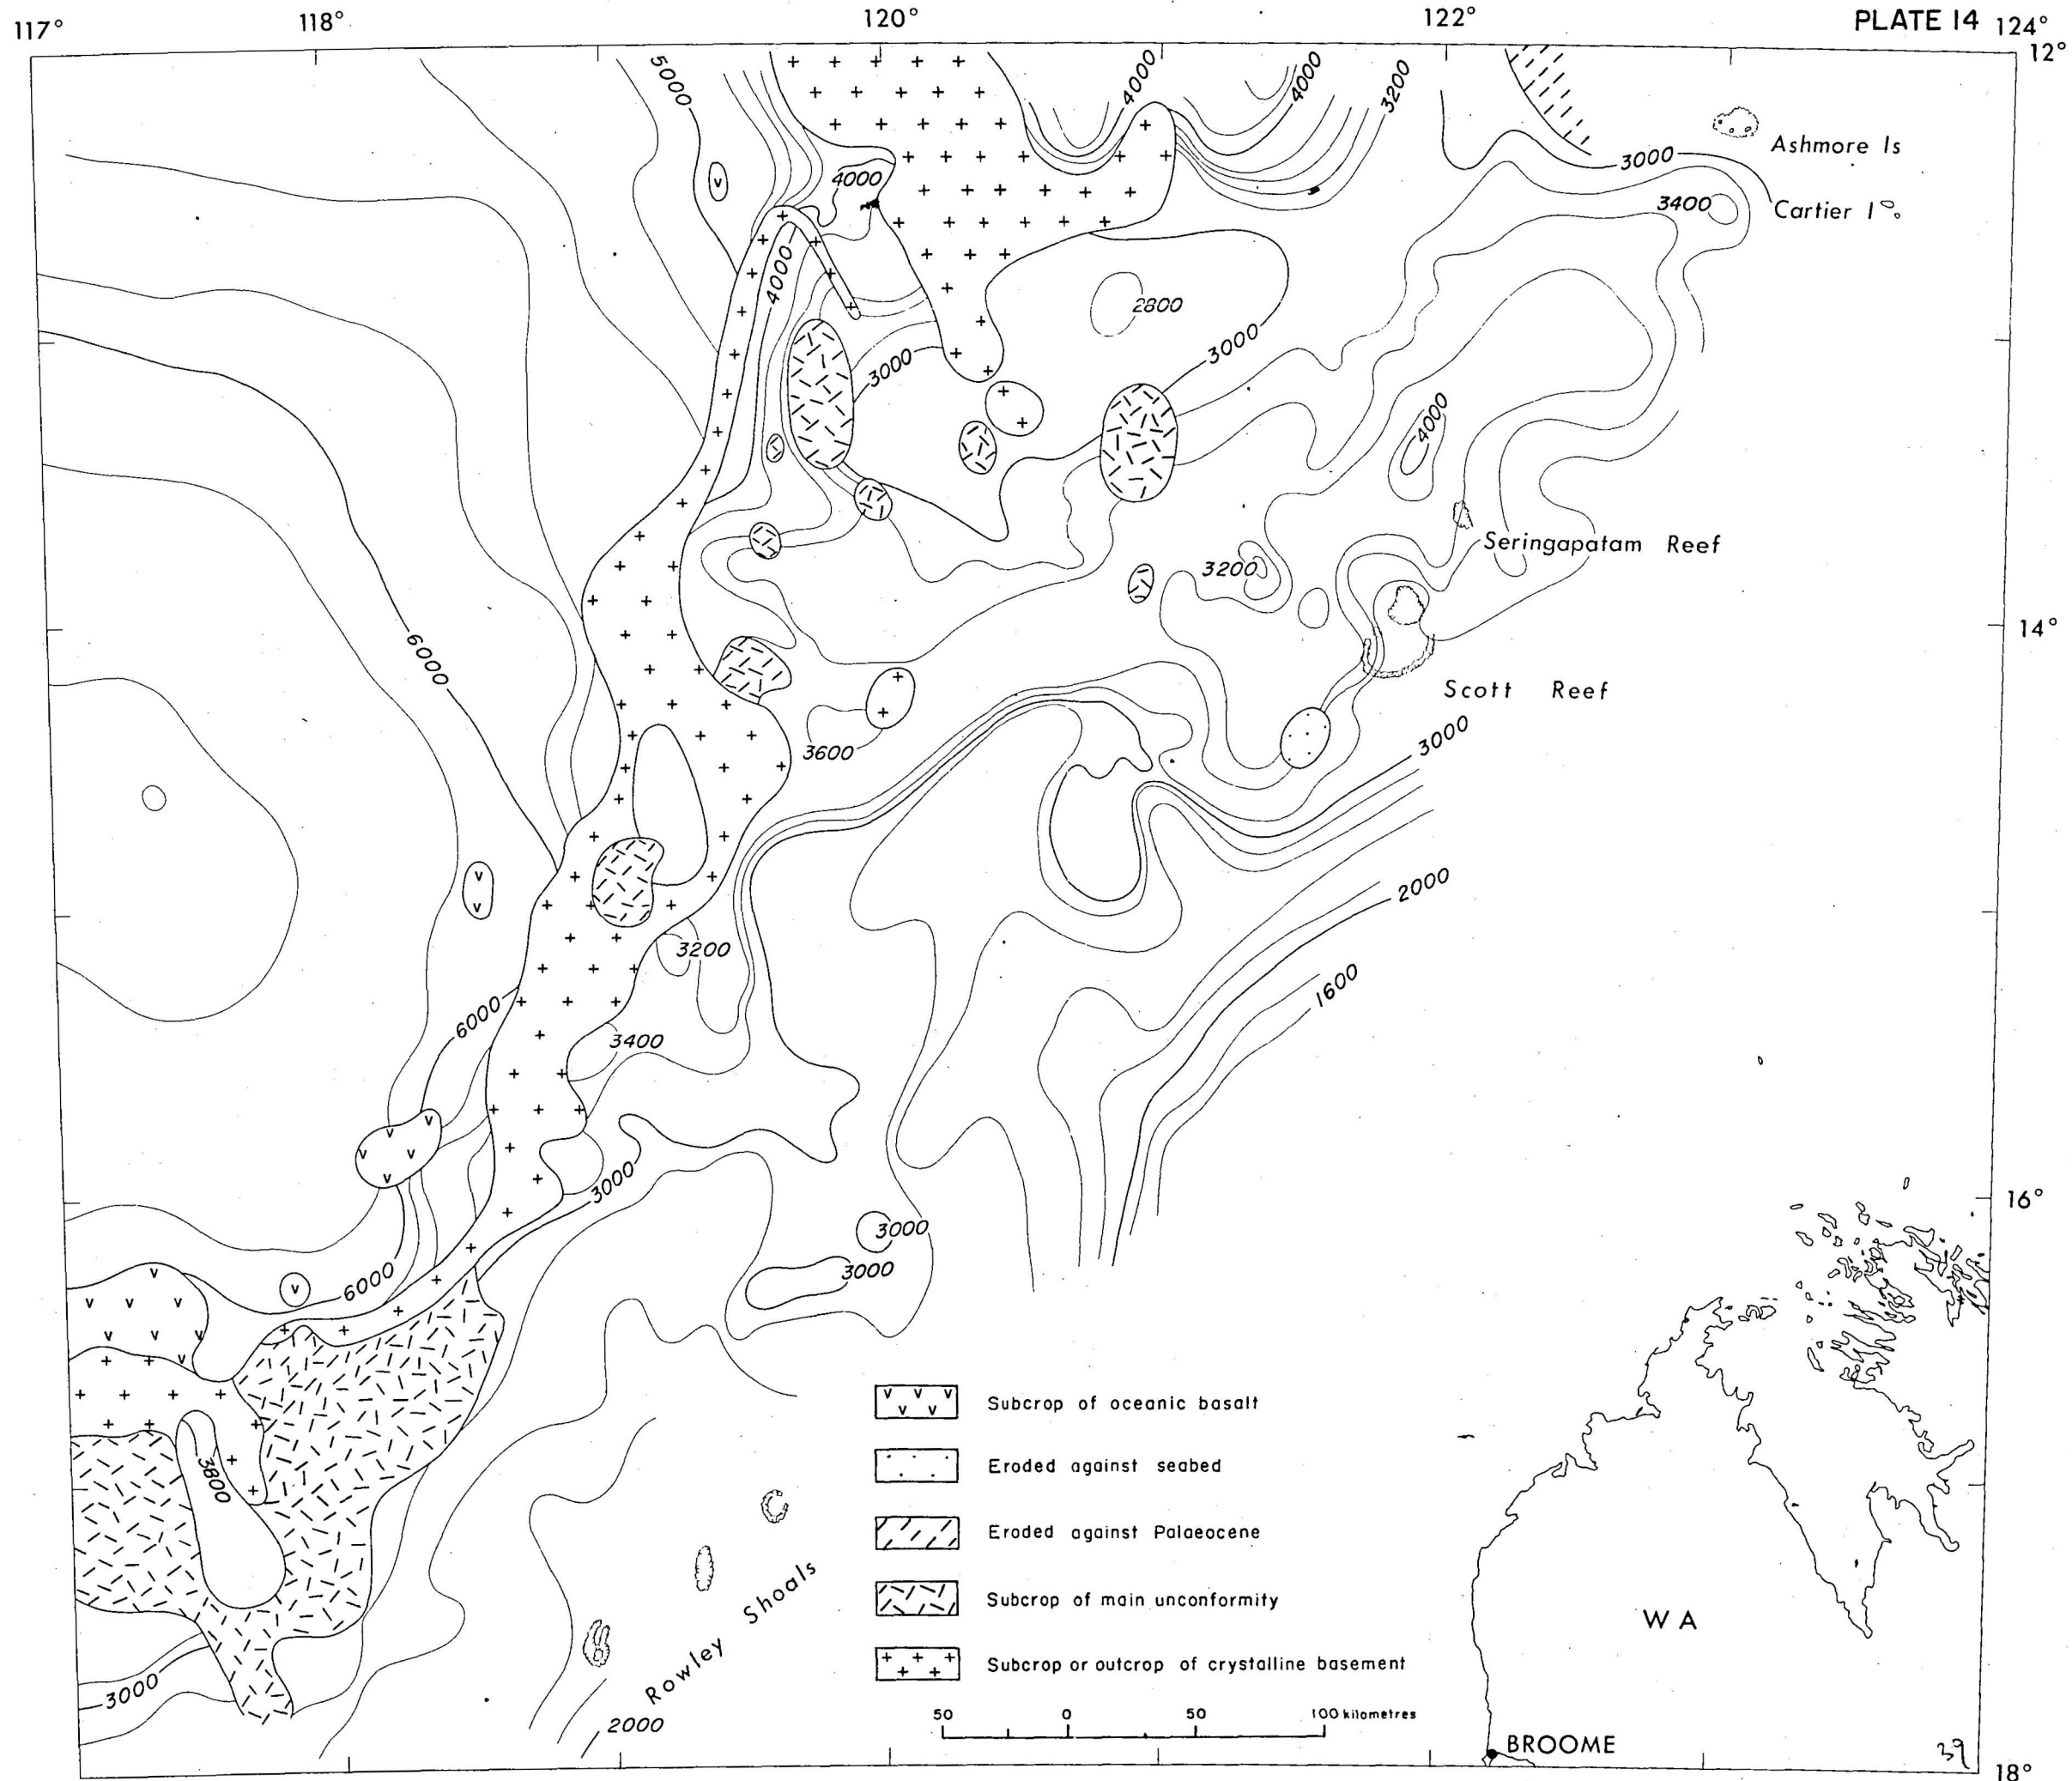 PLATE 14
117° 118° 120° 122° 124°
12°
5000
4000
4000
3200
Ashmore Is
3000
4000
3400
Cartier I
4000
2800
3000
3000
4000
Seringapatam Reef
3200
14°
6000
Scott Reef
3600
3000
2000
3200
1600
6000
3400
3000
16°
3000
3000
6000
Subcrop of oceanic basalt
3800
Eroded against seabed
Eroded against Palaeocene
Rowley Shoals
Subcrop of main unconformity
WA
Subcrop or outcrop of crystalline basement
3000
50 0 50 100 kilometres
2000
BROOME
39
18°